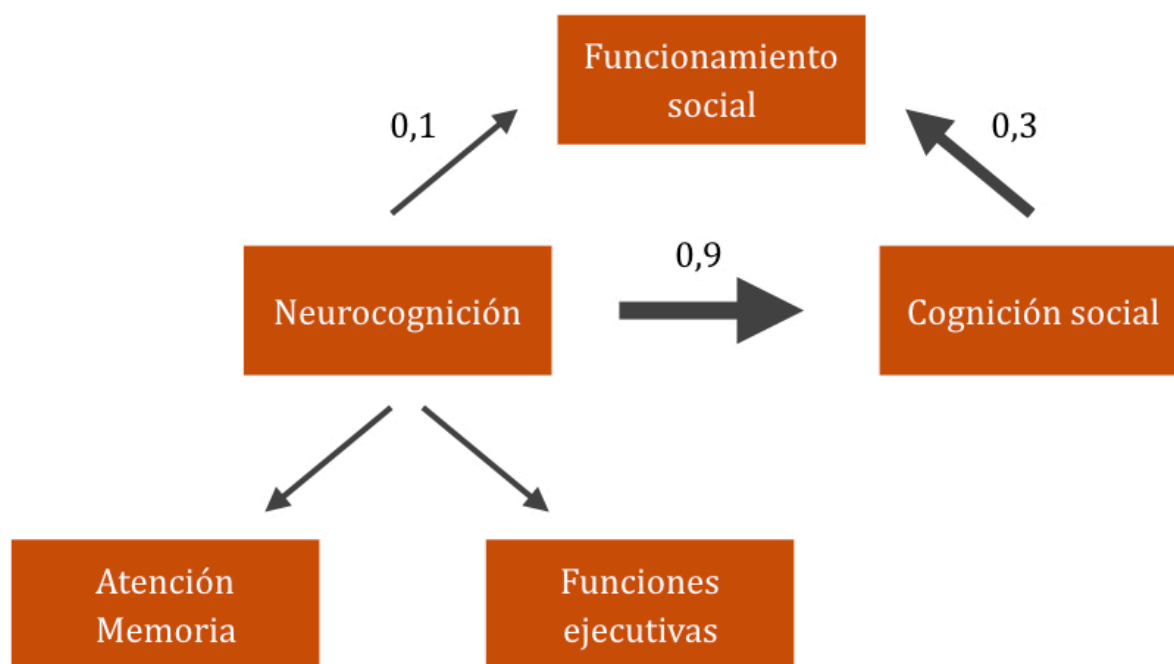 Funcionamiento
social
0,1
0,3
Neurocognición
0,9
Cognición social
Atención
Memoria
Funciones
ejecutivas